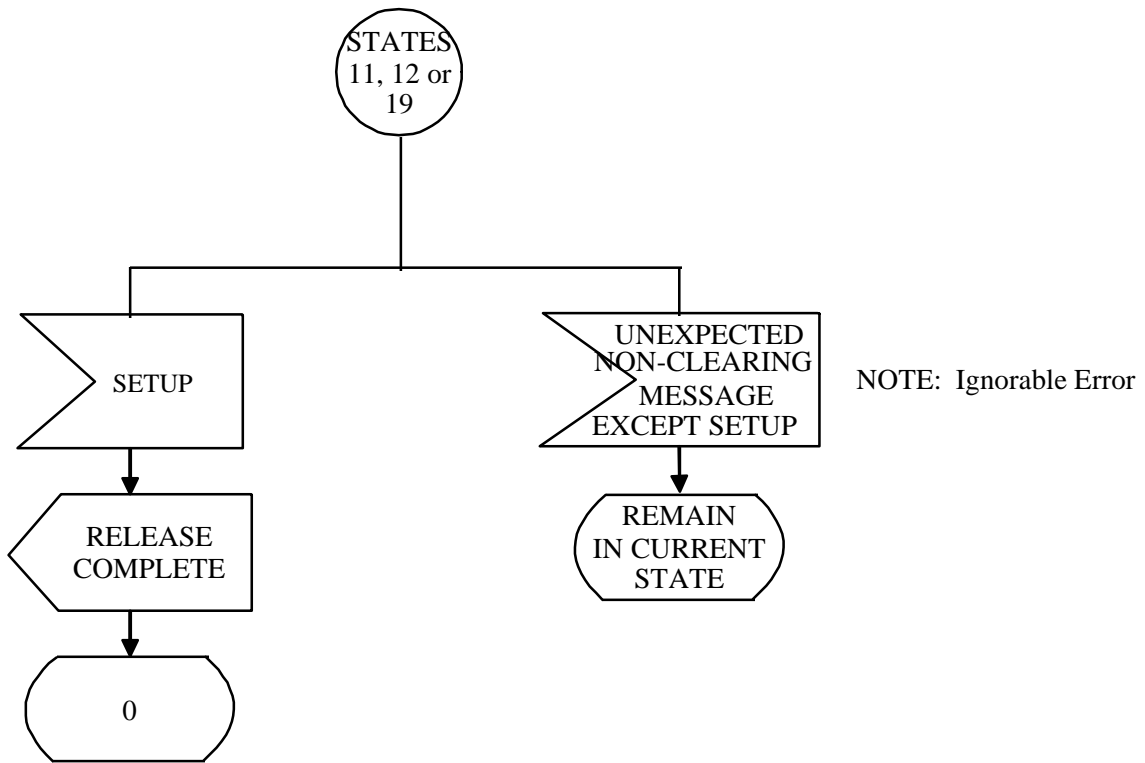 STATES
11, 12 or
19
SETUP
UNEXPECTED
NON-CLEARING
MESSAGE
EXCEPT SETUP
NOTE: Ignorable Error
RELEASE
COMPLETE
REMAIN
IN CURRENT
STATE
0